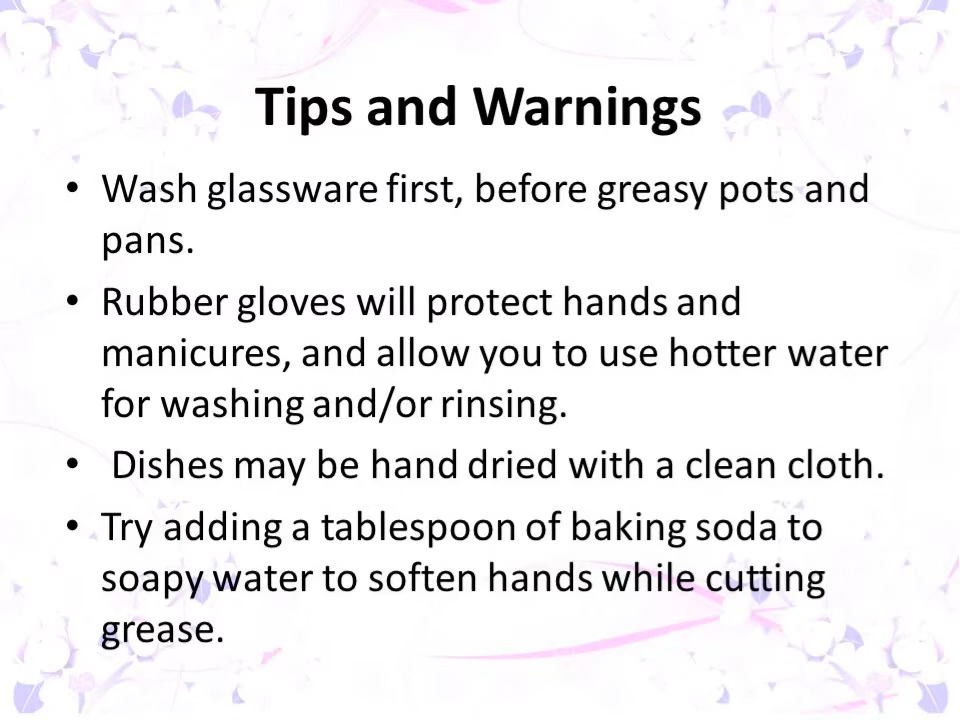 Tips and Warnings
• Wash glassware first, before greasy pots and
pans.
• Rubber gloves will protect hands and
manicures, and allow you to use hotter water
for washing and/or rinsing.
• Dishes may be hand dried with a clean cloth.
• Try adding a tablespoon of baking soda to
soapy water to soften hands while cutting
grease.